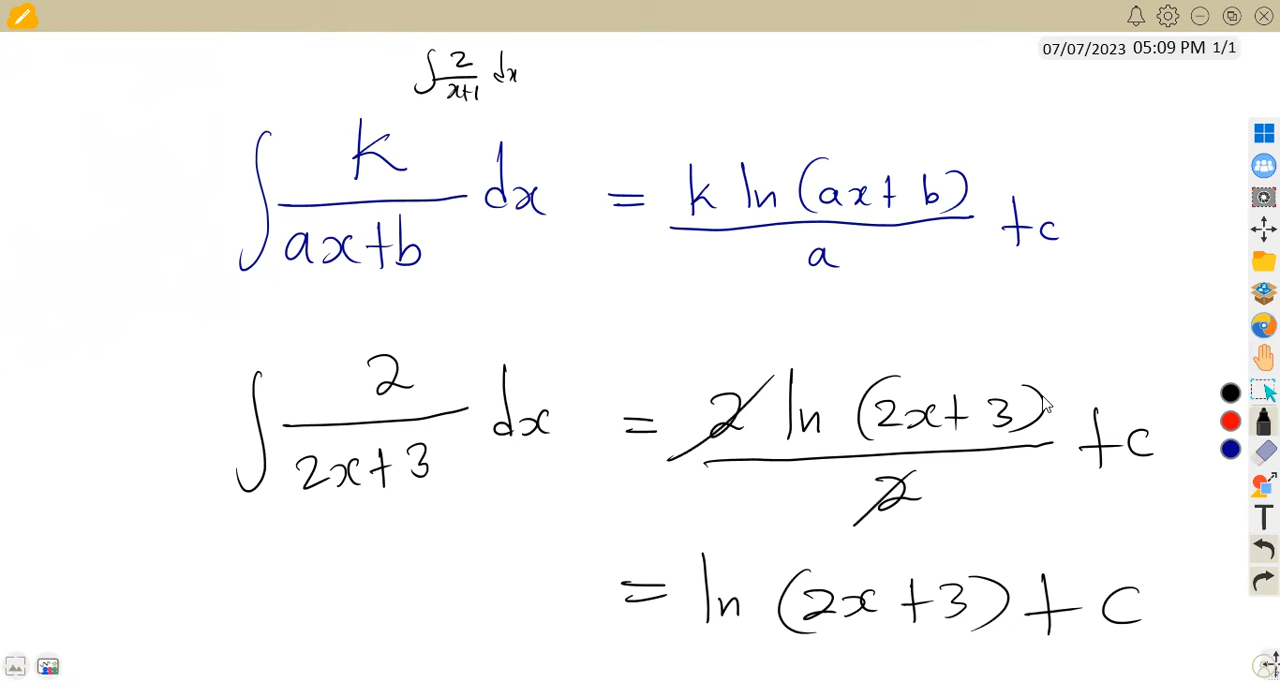 07/07/2023 05:09 PM 1/1
∫ 2/(x+1) dx
∫ k/(ax+b) dx = k ln (ax+b)/a + c
∫ 2/(2x+3) dx = 2 ln (2x+3)/2 + c
= ln (2x+3) + c
T